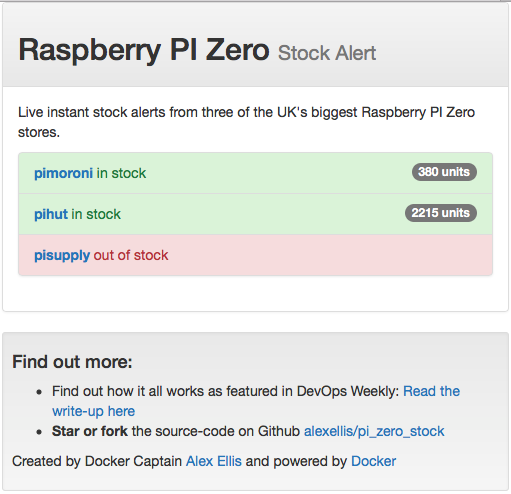 Raspberry PI Zero Stock Alert
Live instant stock alerts from three of the UK's biggest Raspberry PI Zero
stores.
pimoroni in stock 380 units
pihut in stock 2215 units
pisupply out of stock
Find out more:
• Find out how it all works as featured in DevOps Weekly: Read the
write-up here
• Star or fork the source-code on Github alexellis/pi_zero_stock
Created by Docker Captain Alex Ellis and powered by Docker